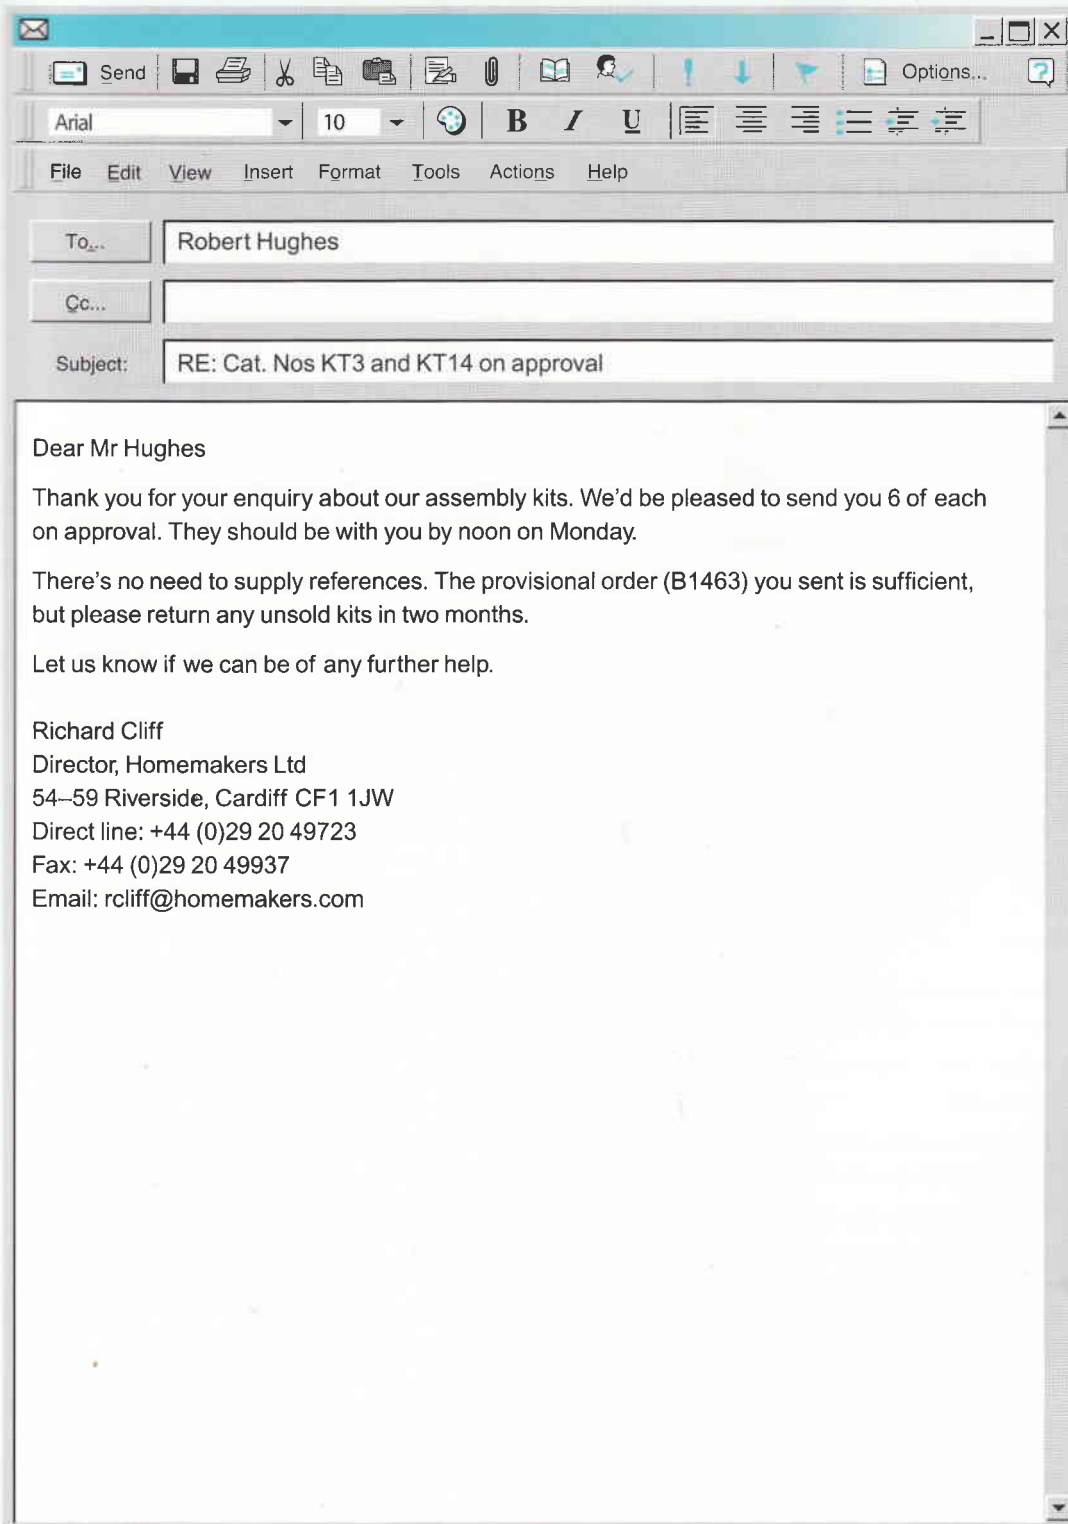 Send
Options...
Arial
10
B I U
File Edit View Insert Format Tools Actions Help
To... Robert Hughes
Cc...
Subject: RE: Cat. Nos KT3 and KT14 on approval
Dear Mr Hughes
Thank you for your enquiry about our assembly kits. We'd be pleased to send you 6 of each
on approval. They should be with you by noon on Monday.
There's no need to supply references. The provisional order (B1463) you sent is sufficient,
but please return any unsold kits in two months.
Let us know if we can be of any further help.
Richard Cliff
Director, Homemakers Ltd
54–59 Riverside, Cardiff CF1 1JW
Direct line: +44 (0)29 20 49723
Fax: +44 (0)29 20 49937
Email: rcliff@homemakers.com